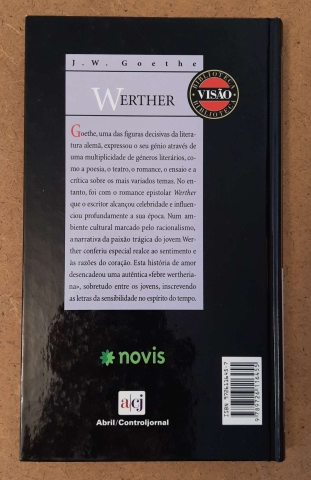 J. W. Goethe
WERTHER
BIBLIOTECA
VISÃO
BIBLIOTECA
Goethe, uma das figuras decisivas da litera-
tura alemã, expressou o seu génio através de
uma multiplicidade de géneros literários, co-
mo a poesia, o teatro, o romance, o ensaio e a
crítica sobre os mais variados temas. No en-
tanto, foi com o romance epistolar Werther
que o escritor alcançou celebridade e influen-
ciou profundamente a sua época. Num am-
biente cultural marcado pelo racionalismo,
a narrativa da paixão trágica do jovem Wer-
ther conferiu especial realce ao sentimento e
às razões do coração. Esta história de amor
desencadeou uma autêntica «febre wertheria-
na», sobretudo entre os jovens, inscrevendo
as letras da sensibilidade no espírito do tempo.
novis
a|cj
Abril/Controljornal